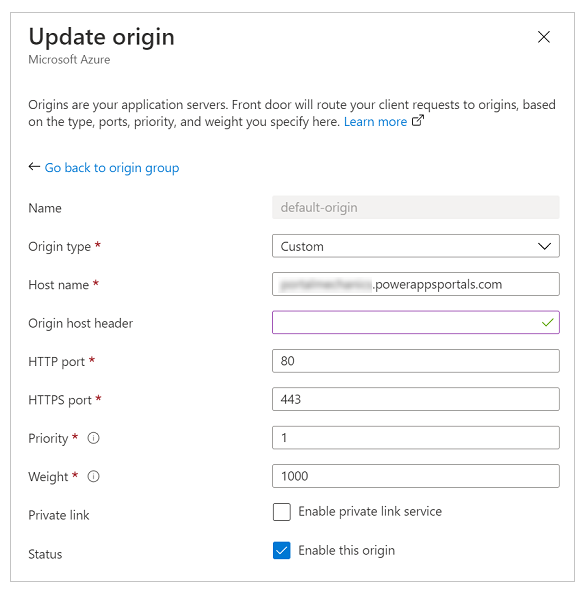 Update origin
Microsoft Azure
Origins are your application servers. Front door will route your client requests to origins, based
on the type, ports, priority, and weight you specify here. Learn more
Go back to origin group
Name default-origin
Origin type * Custom
Host name * .powerappsportals.com
Origin host header
HTTP port * 80
HTTPS port * 443
Priority * 1
Weight * 1000
Private link Enable private link service
Status Enable this origin